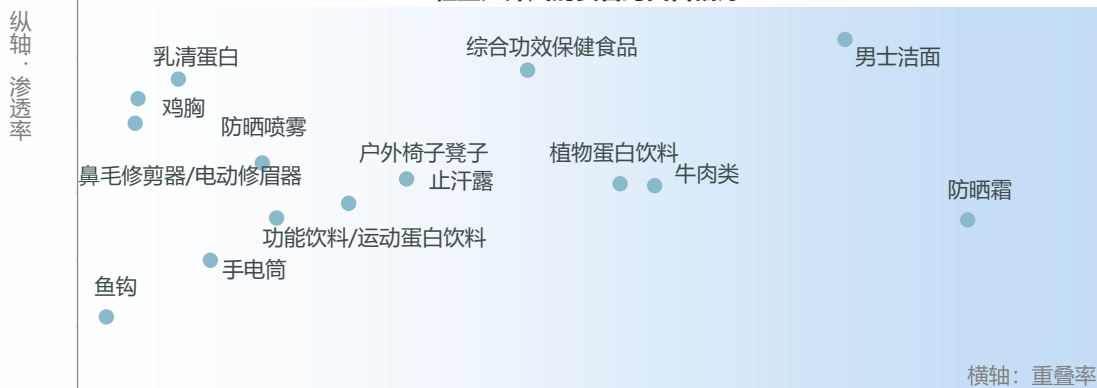 纵轴：渗透率
综合功效保健食品
乳清蛋白
男士洁面
鸡胸
防晒喷雾
户外椅子凳子
植物蛋白饮料
鼻毛修剪器/电动修眉器
止汗露
牛肉类
防晒霜
功能饮料/运动蛋白饮料
手电筒
鱼钩
横轴：重叠率